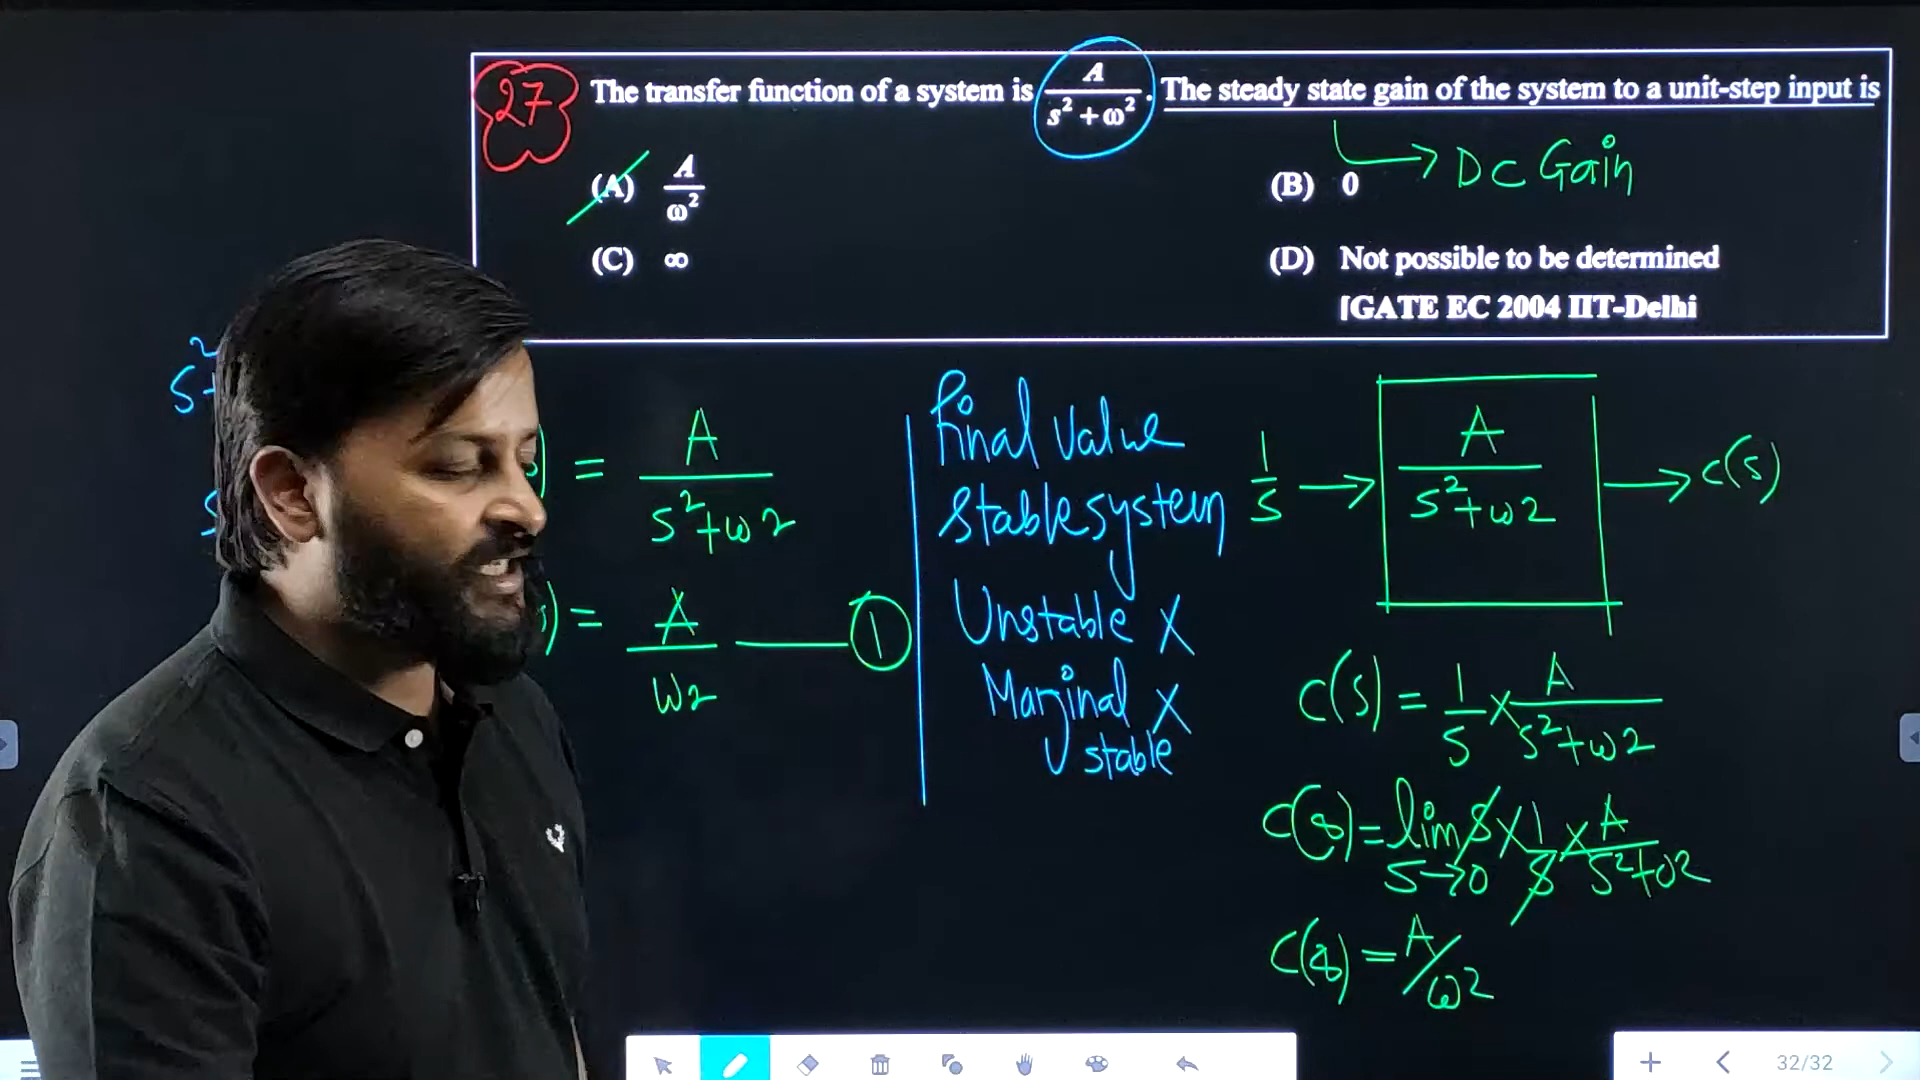 27 The transfer function of a system is A/(s²+ω²). The steady state gain of the system to a unit-step input is
(A) A/ω² (B) 0 → DC Gain
(C) ∞ (D) Not possible to be determined
[GATE EC 2004 IIT-Delhi
= A/(s²+ω2)
= A/ω2 — 1
Final Value
Stable system
Unstable X
Marginal X
stable
1/s → A/(s²+ω2) → C(s)
C(s) = 1/s × A/(s²+ω2)
C(∞) = lim s→0 s × 1/s × A/(s²+ω2)
C(∞) = A/ω2
32/32